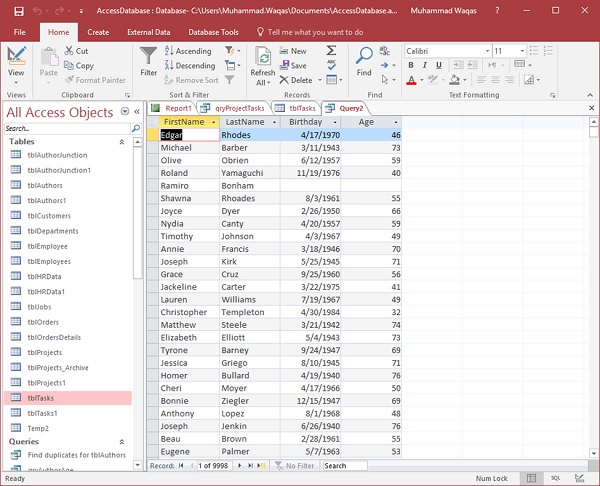 AccessDatabase : Database- C:\Users\Muhammad.Waqas\Documents\AccessDatabase.a... Muhammad Waqas
File Home Create External Data Database Tools Tell me what you want to do
View Paste Cut Copy Format Painter Filter Ascending Descending Remove Sort Refresh All New Save Delete Find Calibri 11
B I U A
Views Clipboard Sort & Filter Records Find Text Formatting
All Access Objects
Search...
Tables
tblAuthorJunction
tblAuthorJunction1
tblAuthors
tblAuthors1
tblCustomers
tblDepartments
tblEmployee
tblEmployees
tblHRData
tblHRData1
tblJobs
tblOrders
tblOrdersDetails
tblProjects
tblProjects_Archive
tblProjects1
tblTasks
tblTasks1
Temp2
Queries
Find duplicates for tblAuthors
qryAuthorAge
Report1 qryProjectTasks tblTasks Query2
FirstName LastName Birthday Age
Edgar Rhodes 4/17/1970 46
Michael Barber 3/11/1943 73
Olive Obrien 6/12/1957 59
Roland Yamaguchi 11/19/1976 40
Ramiro Bonham
Shawna Rhoades 8/3/1961 55
Joyce Dyer 2/26/1950 66
Nydia Canty 4/20/1957 59
Timothy Johnson 4/3/1967 49
Annie Francis 3/18/1946 70
Joseph Kirk 5/25/1945 71
Grace Cruz 9/25/1960 56
Jackeline Carter 3/22/1975 41
Lauren Williams 7/19/1967 49
Christopher Templeton 4/30/1984 32
Matthew Steele 3/21/1942 74
Elizabeth Elliott 5/4/1943 73
Tyrone Barney 9/24/1947 69
Jessica Griego 8/10/1945 71
Homer Bullard 4/19/1940 76
Cheri Moyer 4/17/1966 50
Bonnie Ziegler 12/15/1947 69
Anthony Lopez 8/1/1968 48
Joseph Jenkin 6/26/1940 76
Beau Brown 2/28/1961 55
Eugene Palmer 5/7/1963 53
Record: 1 of 9998 No Filter Search
Ready Num Lock SQL